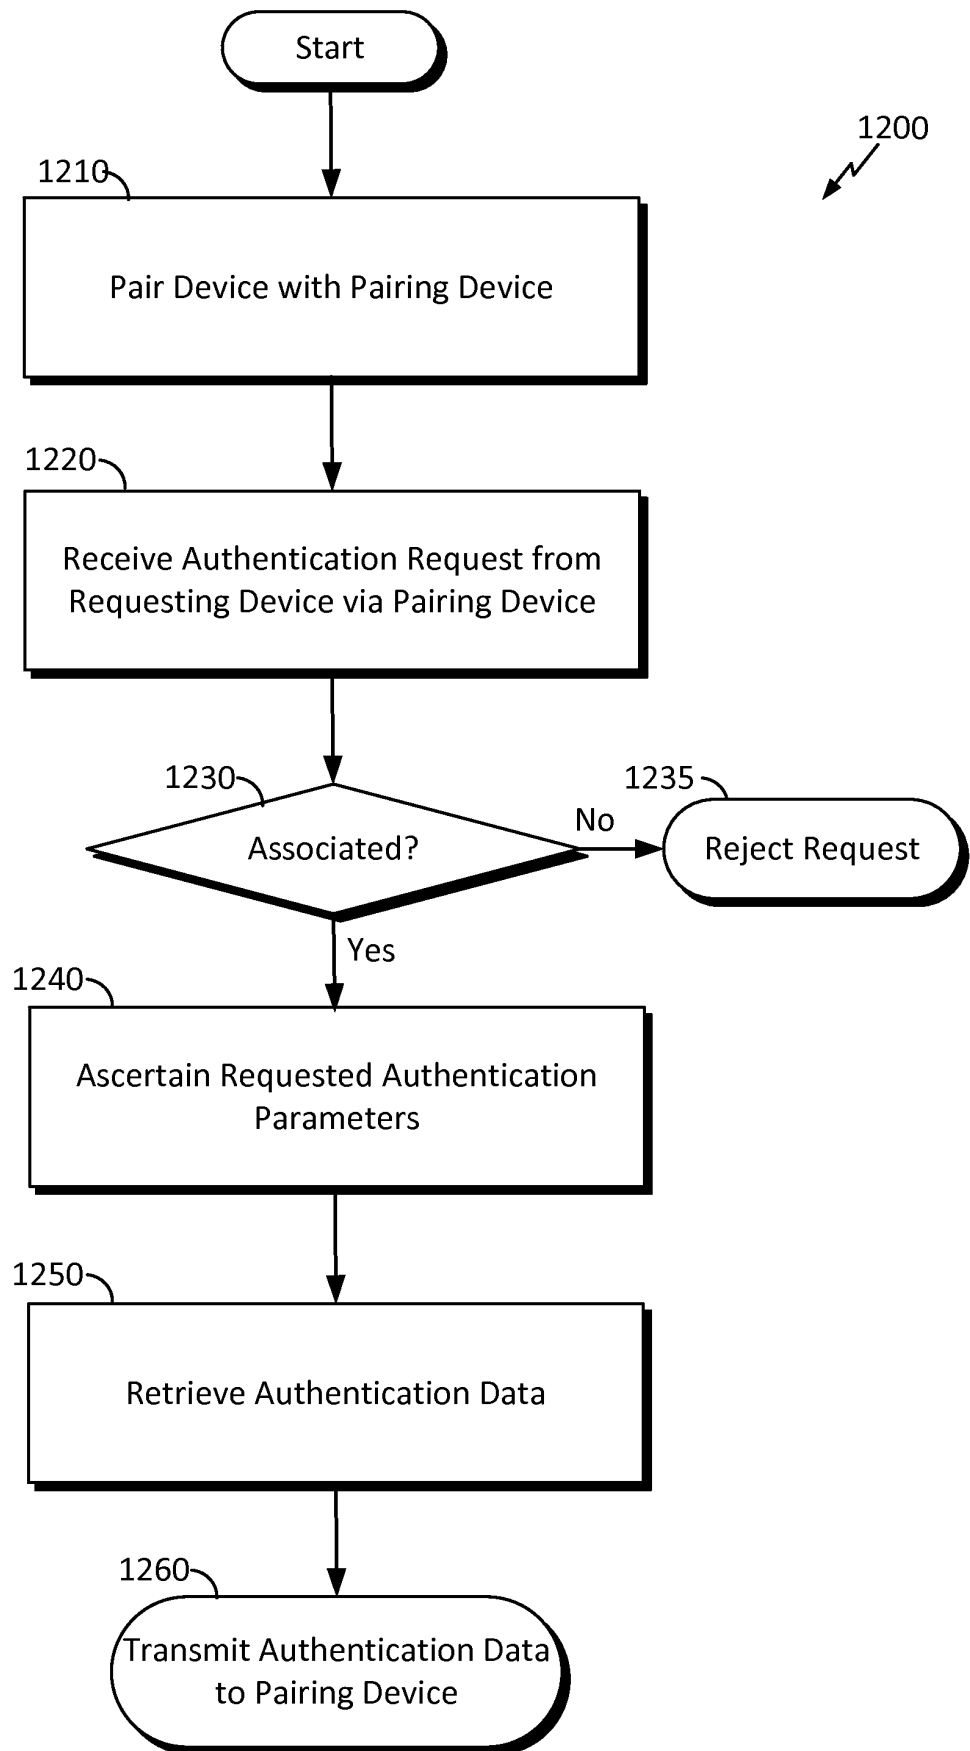 Start
1200
1210
Pair Device with Pairing Device
1220
Receive Authentication Request from
Requesting Device via Pairing Device
1230
Associated?
No
1235
Reject Request
Yes
1240
Ascertain Requested Authentication
Parameters
1250
Retrieve Authentication Data
1260
Transmit Authentication Data
to Pairing Device